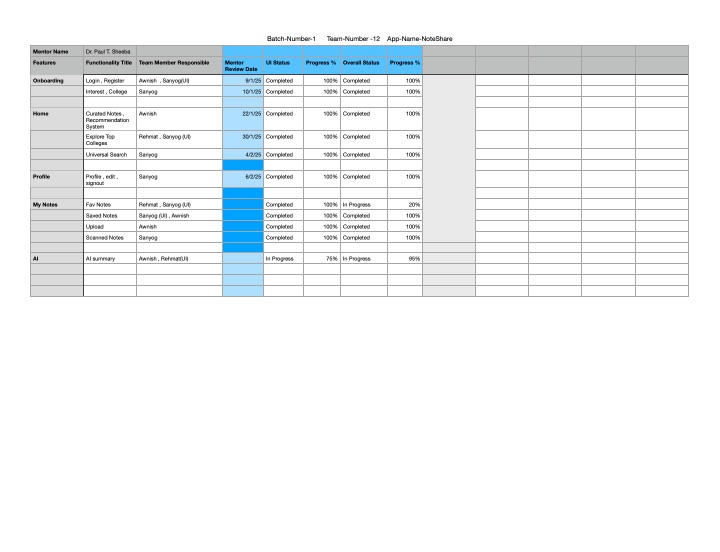 Batch-Number-1 Team-Number -12 App-Name-NoteShare
Mentor Name Dr. Paul T. Sheeba
Features Functionality Title Team Member Responsible Mentor Review Date UI Status Progress % Overall Status Progress %
Onboarding Login , Register Awnish , Sanyog(UI) 9/1/25 Completed 100% Completed 100%
Interest , College Sanyog 10/1/25 Completed 100% Completed 100%
Home Curated Notes , Recommendation System Awnish 22/1/25 Completed 100% Completed 100%
Explore Top Colleges Rehmat , Sanyog (UI) 30/1/25 Completed 100% Completed 100%
Universal Search Sanyog 4/2/25 Completed 100% Completed 100%
Profile Profile , edit , signout Sanyog 6/2/25 Completed 100% Completed 100%
My Notes Fav Notes Rehmat , Sanyog (UI) Completed 100% In Progress 20%
Saved Notes Sanyog (UI) , Awnish Completed 100% Completed 100%
Upload Awnish Completed 100% Completed 100%
Scanned Notes Sanyog Completed 100% Completed 100%
AI AI summary Awnish , Rehmat(UI) In Progress 75% In Progress 95%